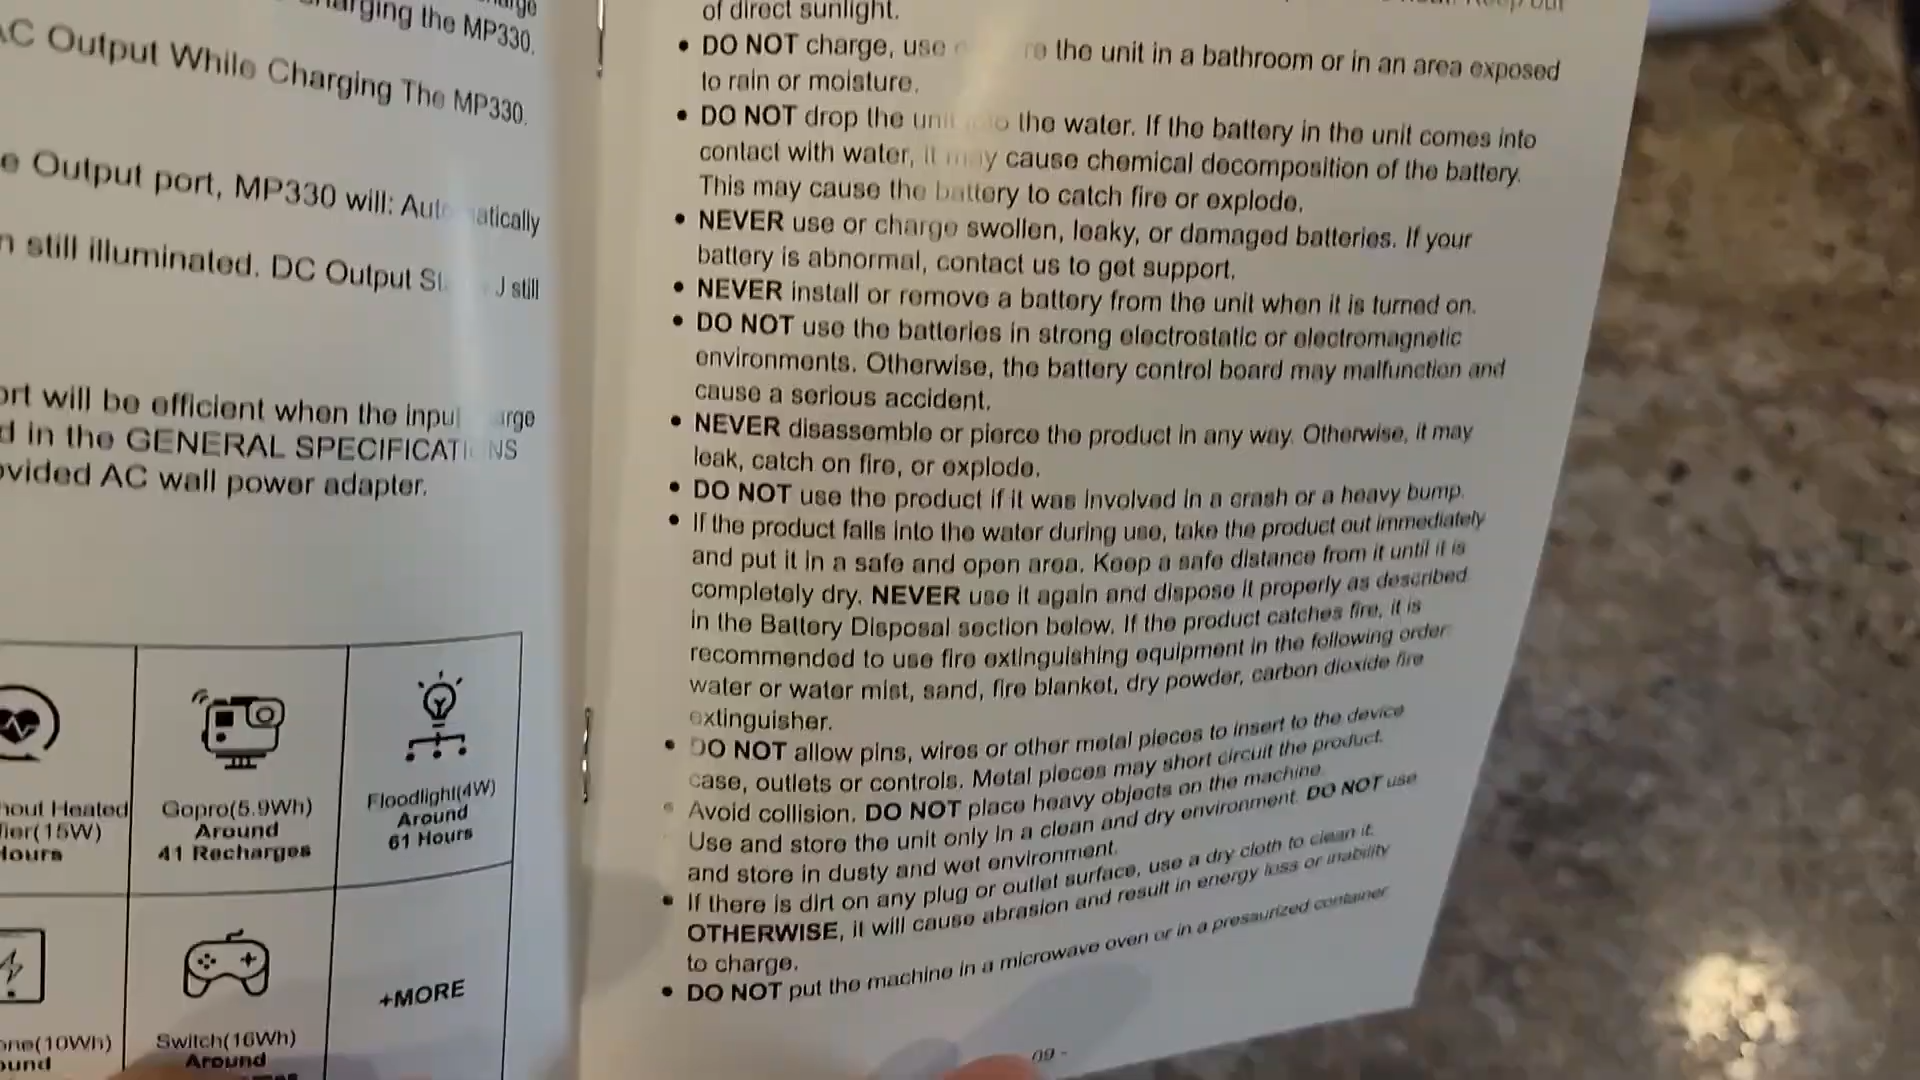 charging the MP330.
AC Output While Charging The MP330.
Output port, MP330 will: Automatically
still illuminated. DC Output still
will be efficient when the input
in the GENERAL SPECIFICATIONS
AC wall power adapter.
Heated
(15W)
Gopro(5.9Wh)
Around
41 Recharges
Floodlight(4W)
Around
61 Hours
(10Wh)
Switch(16Wh)
Around
+MORE
of direct sunlight.
• DO NOT charge, use the unit in a bathroom or in an area exposed
to rain or moisture.
• DO NOT drop the unit into the water. If the battery in the unit comes into
contact with water, it may cause chemical decomposition of the battery.
This may cause the battery to catch fire or explode.
• NEVER use or charge swollen, leaky, or damaged batteries. If your
battery is abnormal, contact us to get support.
• NEVER install or remove a battery from the unit when it is turned on.
• DO NOT use the batteries in strong electrostatic or electromagnetic
environments. Otherwise, the battery control board may malfunction and
cause a serious accident.
• NEVER disassemble or pierce the product in any way. Otherwise, it may
leak, catch on fire, or explode.
• DO NOT use the product if it was involved in a crash or a heavy bump.
• If the product falls into the water during use, take the product out immediately
and put it in a safe and open area. Keep a safe distance from it until it is
completely dry. NEVER use it again and dispose it properly as described
in the Battery Disposal section below. If the product catches fire, it is
recommended to use fire extinguishing equipment in the following order
water or water mist, sand, fire blanket, dry powder, carbon dioxide fire
extinguisher.
• DO NOT allow pins, wires or other metal pieces to insert to the device
case, outlets or controls. Metal pieces may short circuit the product.
• Avoid collision. DO NOT place heavy objects on the machine.
Use and store the unit only in a clean and dry environment. DO NOT use
and store in dusty and wet environment.
• If there is dirt on any plug or outlet surface, use a dry cloth to clean it.
OTHERWISE, it will cause abrasion and result in energy loss or inability
to charge.
• DO NOT put the machine in a microwave oven or in a pressurized container
09 -